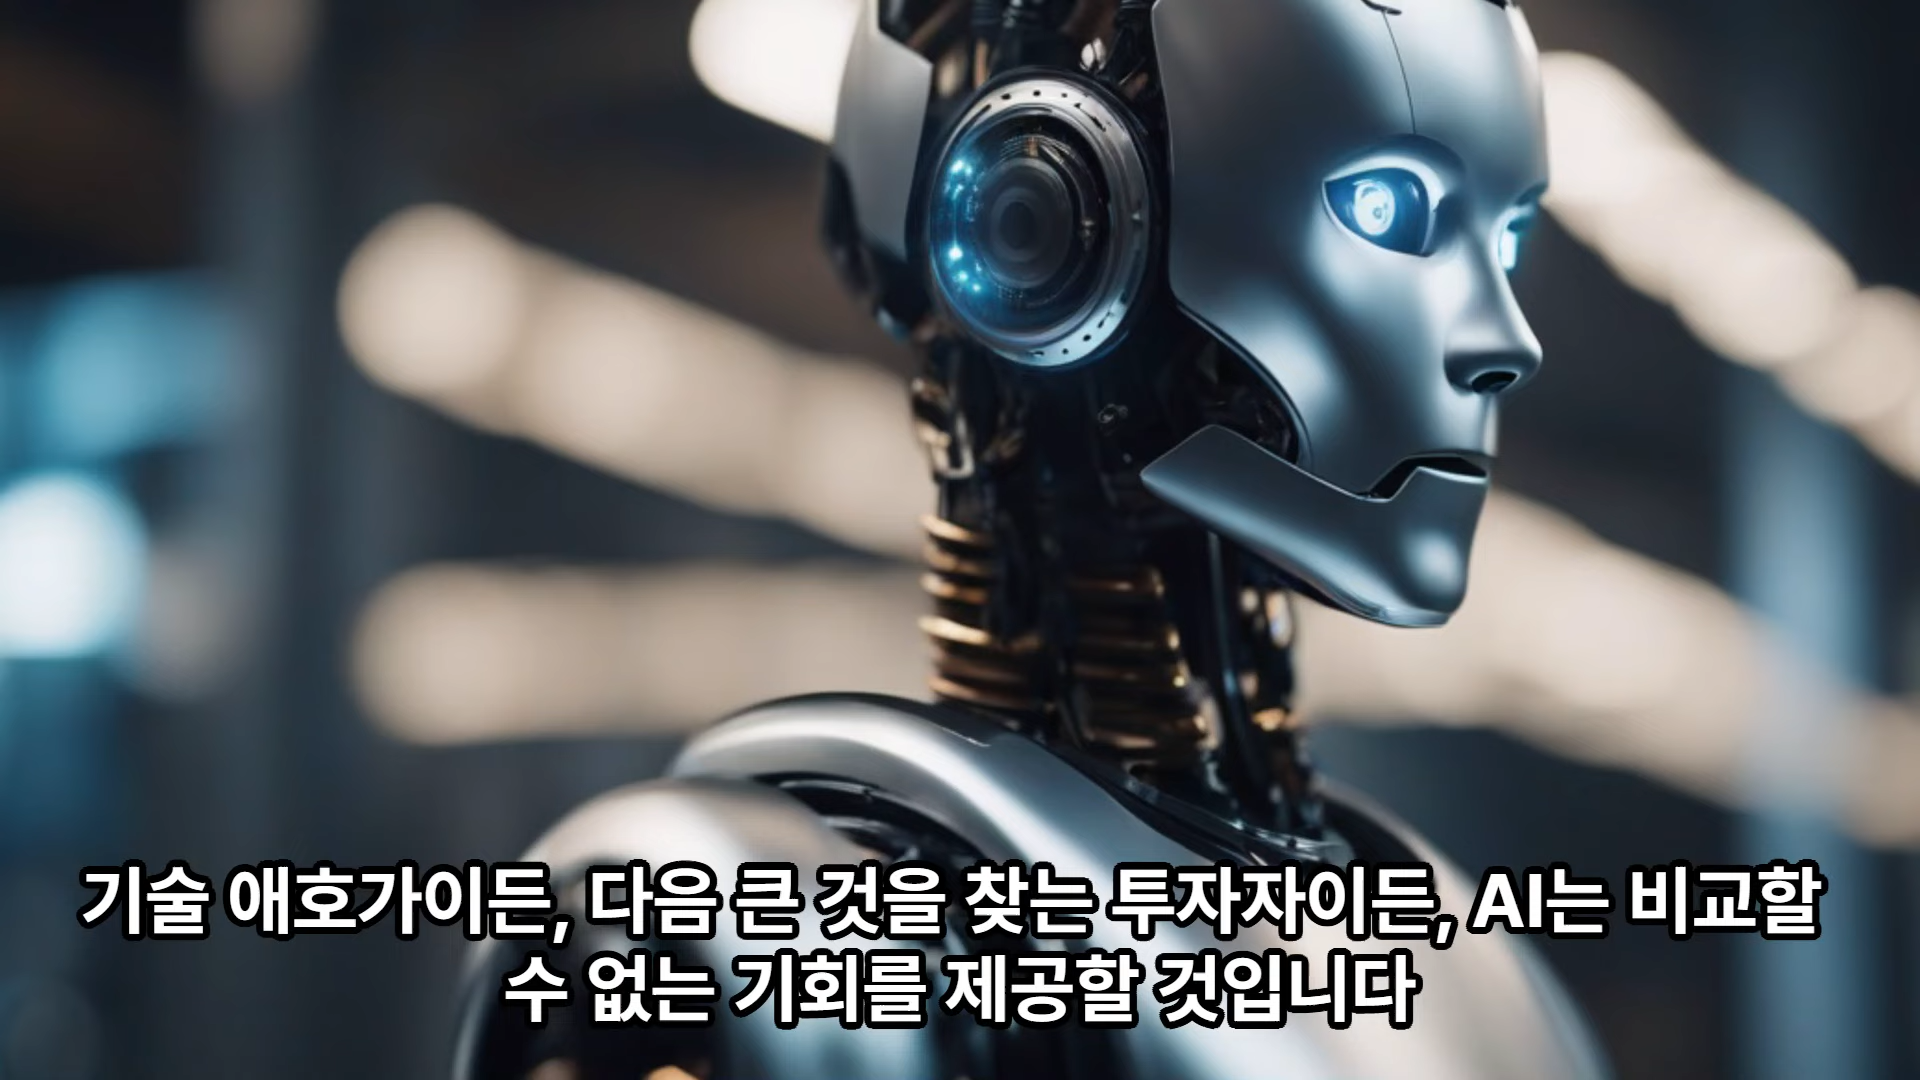 기술 애호가이든, 다음 큰 것을 찾는 투자자이든, AI는 비교할
수 없는 기회를 제공할 것입니다